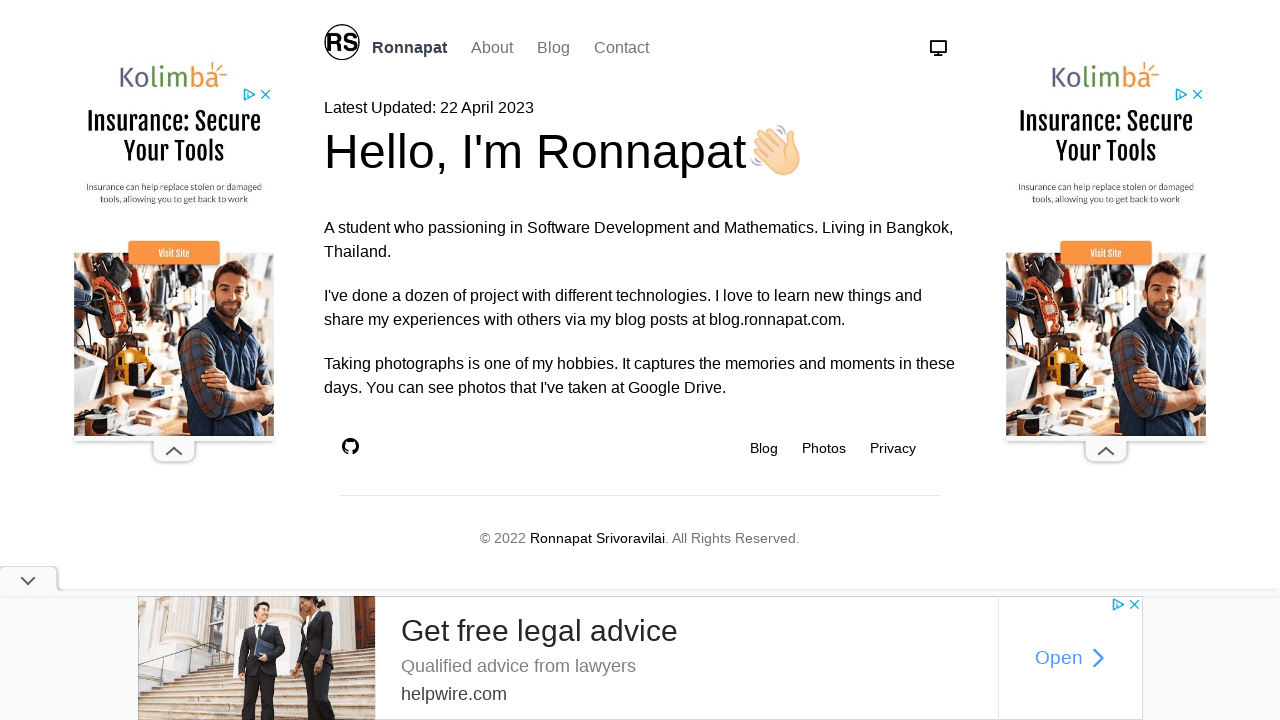 RS Ronnapat About Blog Contact
Latest Updated: 22 April 2023
Hello, I'm Ronnapat
A student who passioning in Software Development and Mathematics. Living in Bangkok,
Thailand.
I've done a dozen of project with different technologies. I love to learn new things and
share my experiences with others via my blog posts at blog.ronnapat.com.
Taking photographs is one of my hobbies. It captures the memories and moments in these
days. You can see photos that I've taken at Google Drive.
Blog Photos Privacy
© 2022 Ronnapat Srivoravilai. All Rights Reserved.
Kolimba
Insurance: Secure
Your Tools
Insurance can help replace stolen or damaged
tools, allowing you to get back to work
Visit Site
Kolimba
Insurance: Secure
Your Tools
Insurance can help replace stolen or damaged
tools, allowing you to get back to work
Visit Site
Get free legal advice
Qualified advice from lawyers
helpwire.com
Open